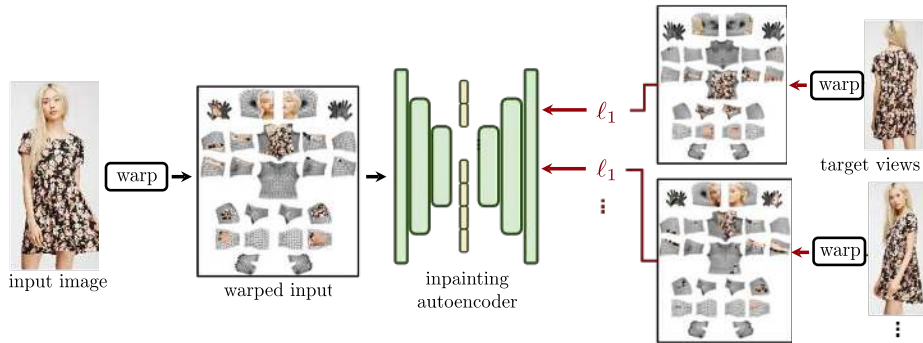 input image
warp
warped input
inpainting
autoencoder
ℓ1
ℓ1
⋮
warp
target views
warp
⋮